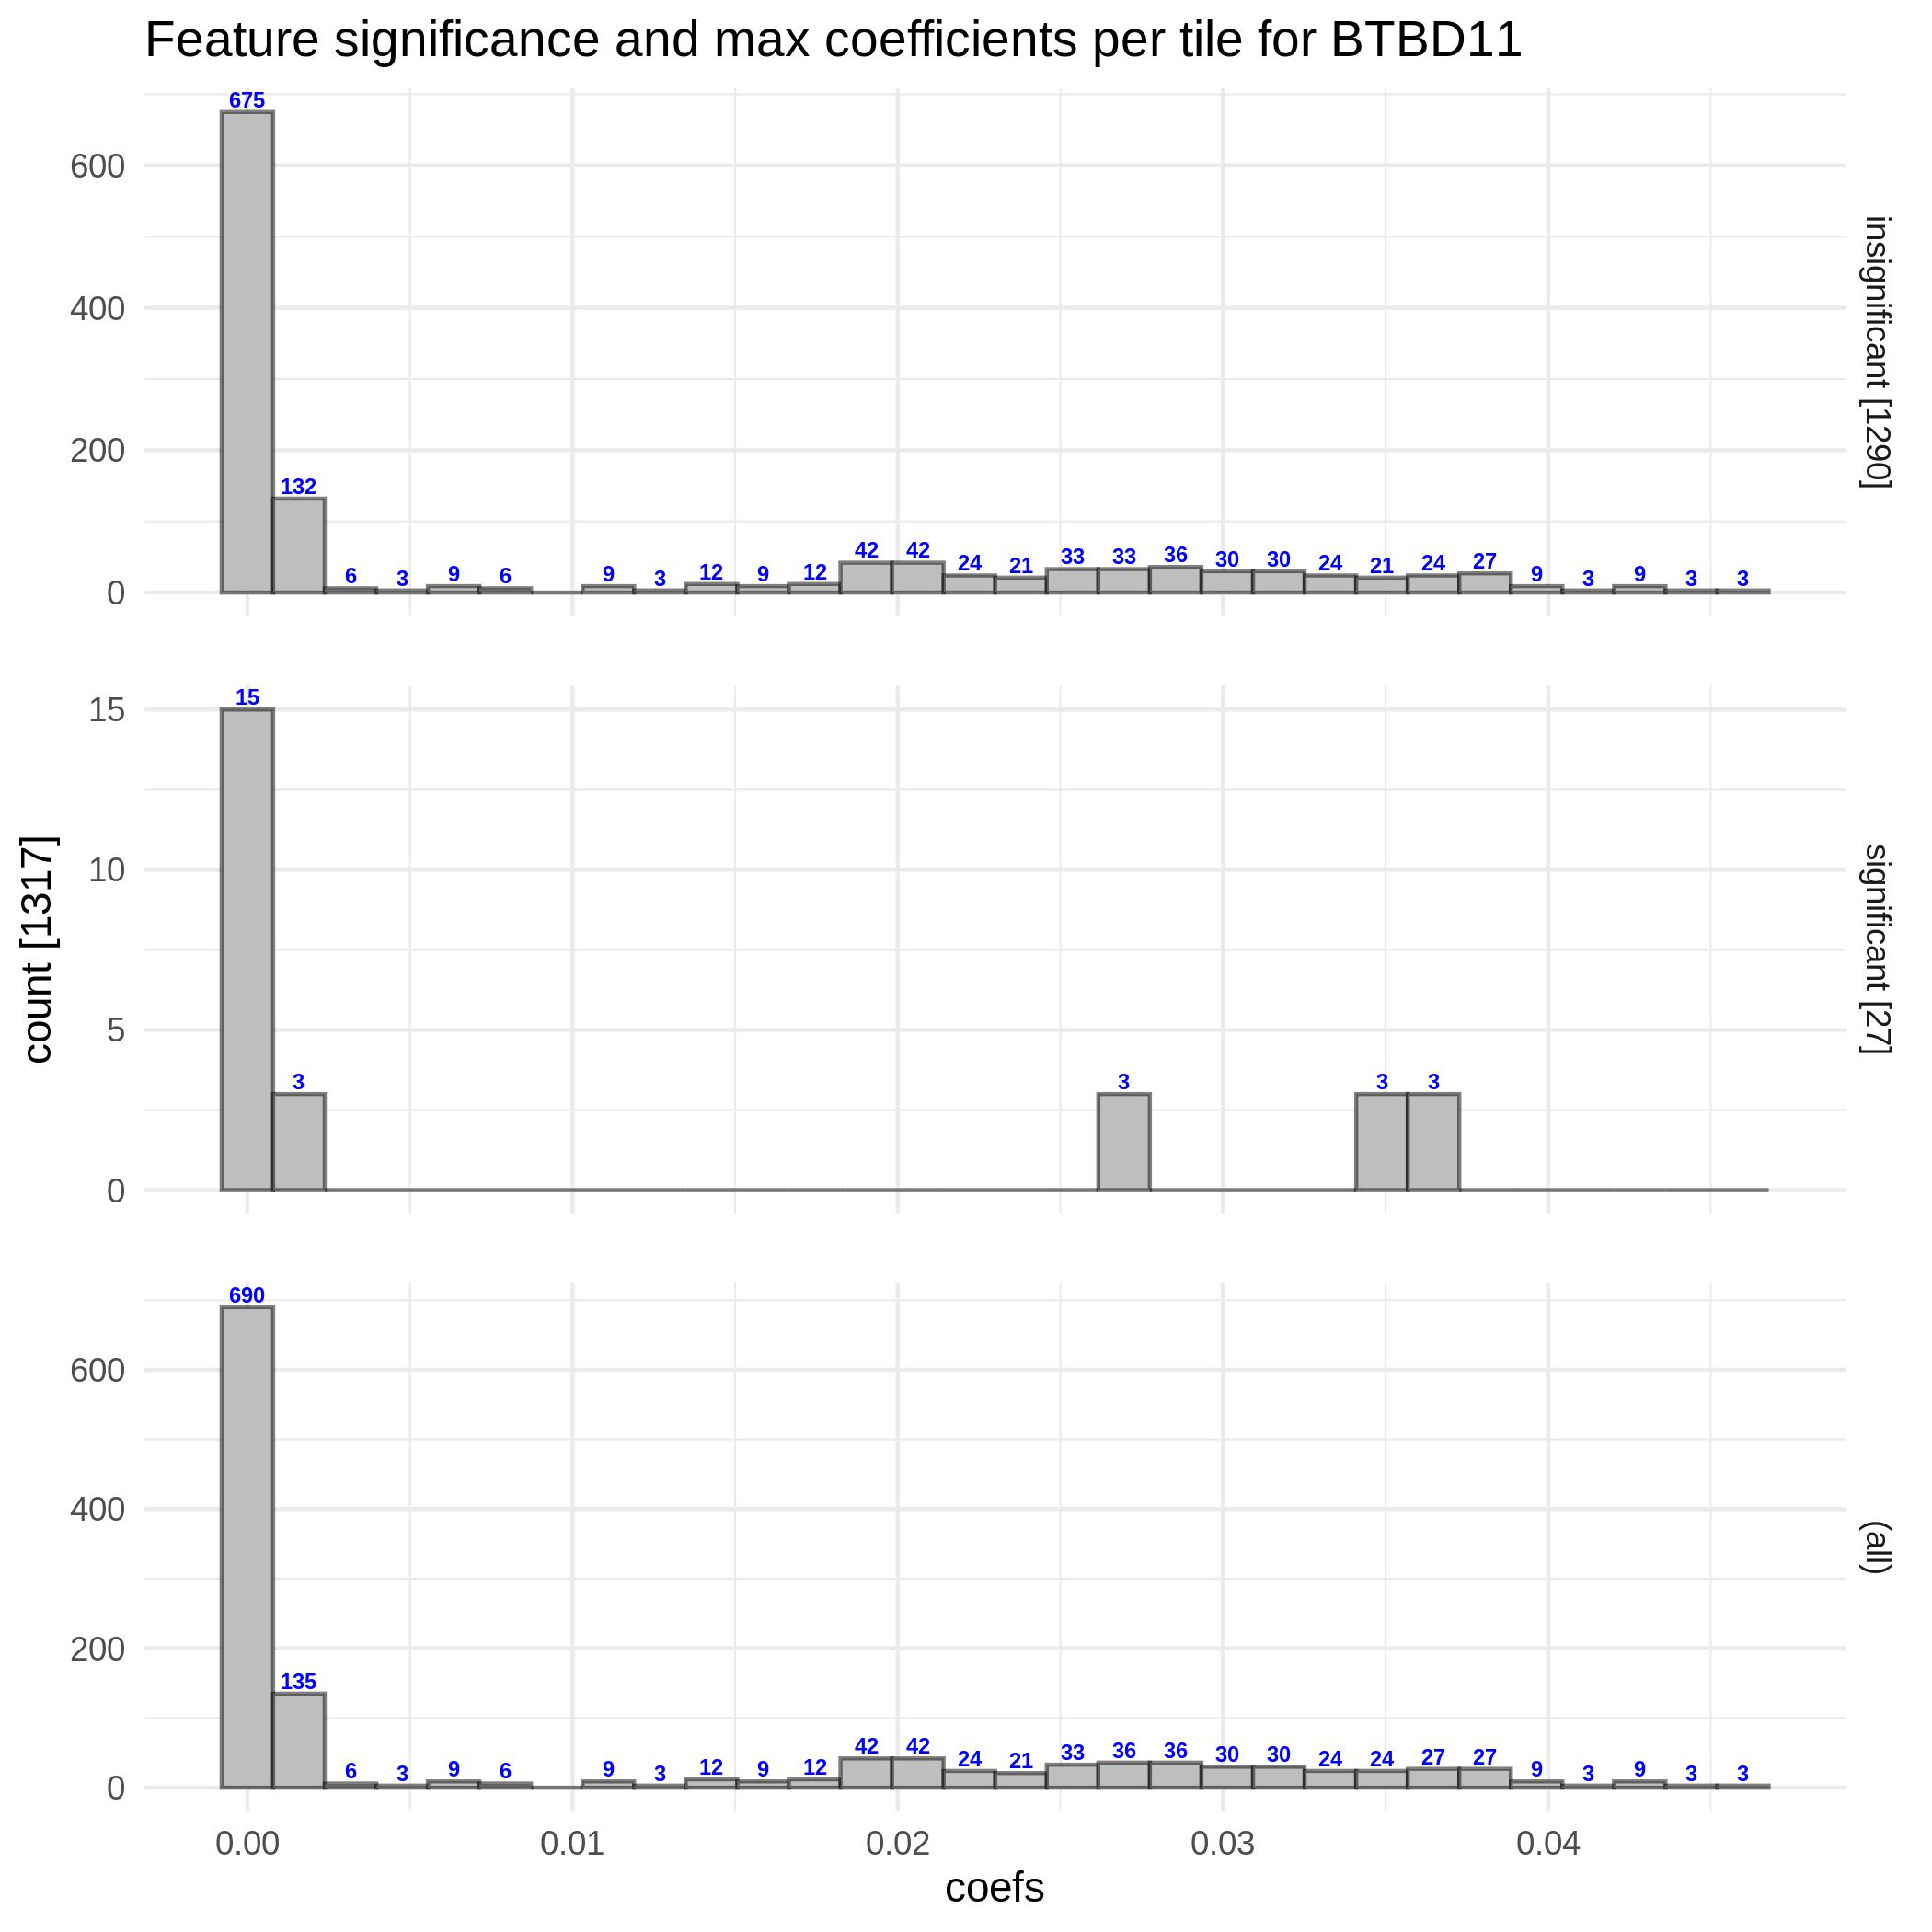 Feature significance and max coefficients per tile for BTBD11
675
600
400
200
132
6 3 9 6 9 3 12 9 12 42 42 24 21 33 33 36 30 30 24 21 24 27 9 3 9 3 3
0
insignificant [1290]
15
15
10
5
3 3 3 3
0
significant [27]
count [1317]
690
600
400
200
135
6 3 9 6 9 3 12 9 12 42 42 24 21 33 36 36 30 30 24 24 27 27 9 3 9 3 3
0
(all)
0.00 0.01 0.02 0.03 0.04
coefs